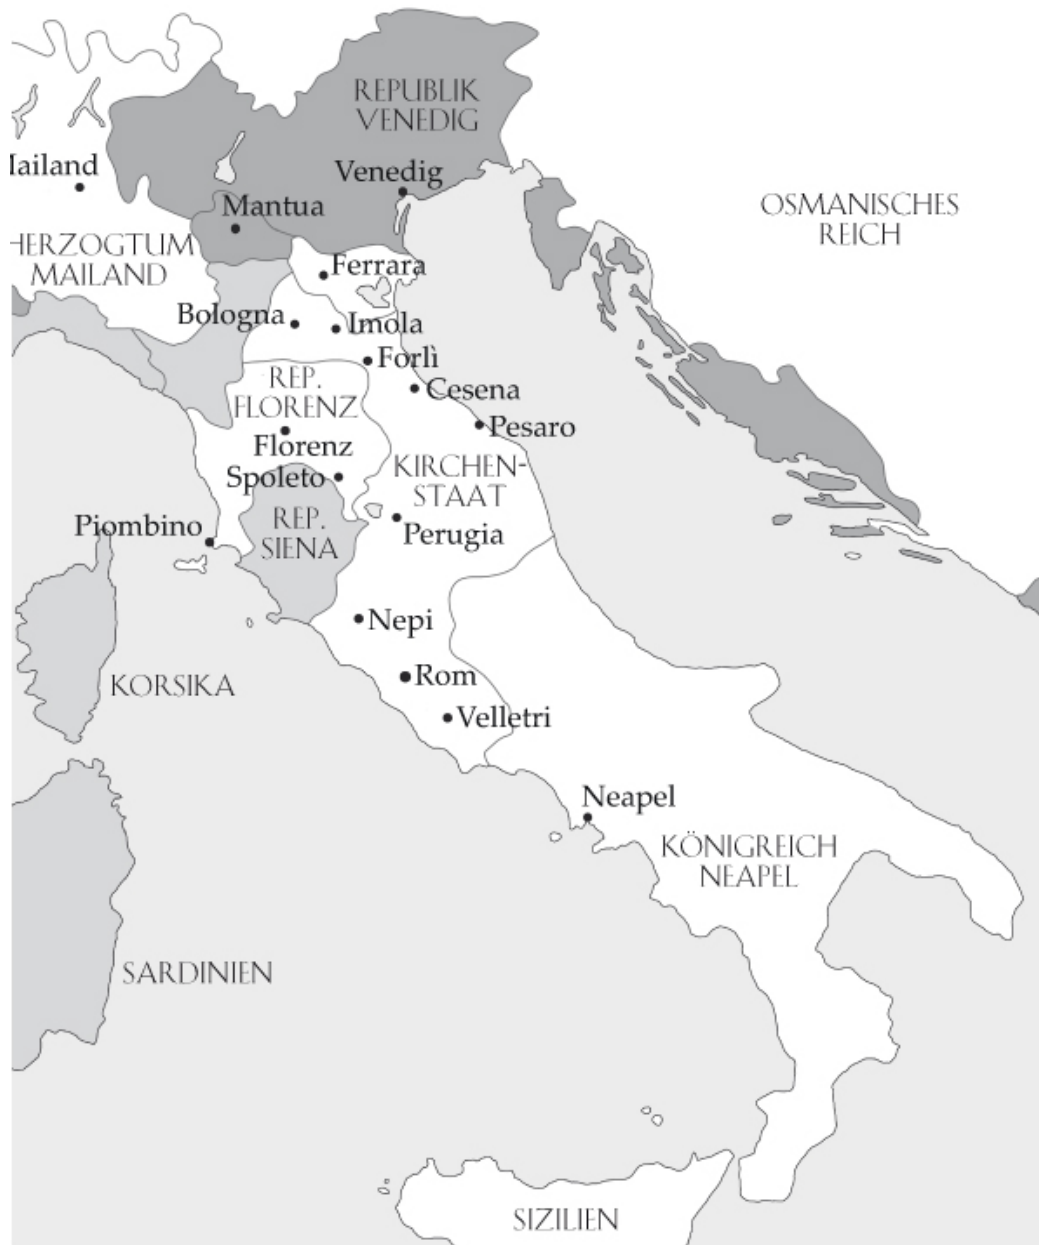 REPUBLIK
VENEDIG
Mailand
Venedig
Mantua
OSMANISCHES
REICH
HERZOGTUM
MAILAND
Ferrara
Bologna
Imola
Forlì
REP.
FLORENZ
Cesena
Florenz
Pesaro
Spoleto
KIRCHEN-
STAAT
REP.
SIENA
Piombino
Perugia
Nepi
KORSIKA
Rom
Velletri
Neapel
KÖNIGREICH
NEAPEL
SARDINIEN
SIZILIEN